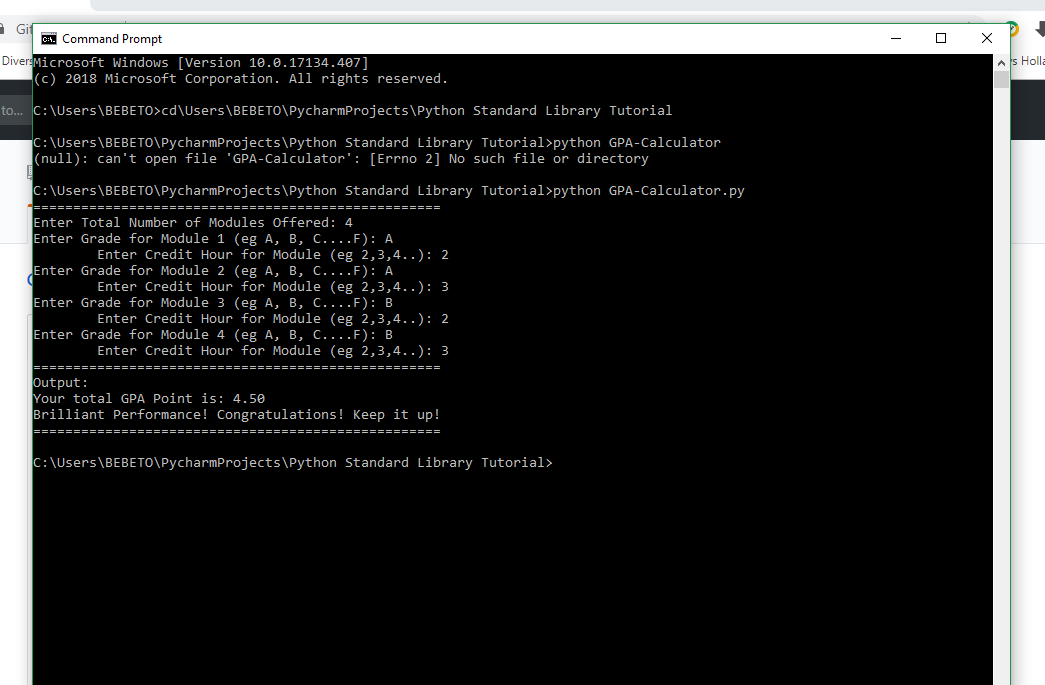 Git
Command Prompt
Divers
s Holla
to...
Microsoft Windows [Version 10.0.17134.407]
(c) 2018 Microsoft Corporation. All rights reserved.
C:\Users\BEBETO>cd\Users\BEBETO\PycharmProjects\Python Standard Library Tutorial
C:\Users\BEBETO\PycharmProjects\Python Standard Library Tutorial>python GPA-Calculator
(null): can't open file 'GPA-Calculator': [Errno 2] No such file or directory
C:\Users\BEBETO\PycharmProjects\Python Standard Library Tutorial>python GPA-Calculator.py
===================================================
Enter Total Number of Modules Offered: 4
Enter Grade for Module 1 (eg A, B, C....F): A
        Enter Credit Hour for Module (eg 2,3,4..): 2
Enter Grade for Module 2 (eg A, B, C....F): A
        Enter Credit Hour for Module (eg 2,3,4..): 3
Enter Grade for Module 3 (eg A, B, C....F): B
        Enter Credit Hour for Module (eg 2,3,4..): 2
Enter Grade for Module 4 (eg A, B, C....F): B
        Enter Credit Hour for Module (eg 2,3,4..): 3
===================================================
Output:
Your total GPA Point is: 4.50
Brilliant Performance! Congratulations! Keep it up!
===================================================
C:\Users\BEBETO\PycharmProjects\Python Standard Library Tutorial>